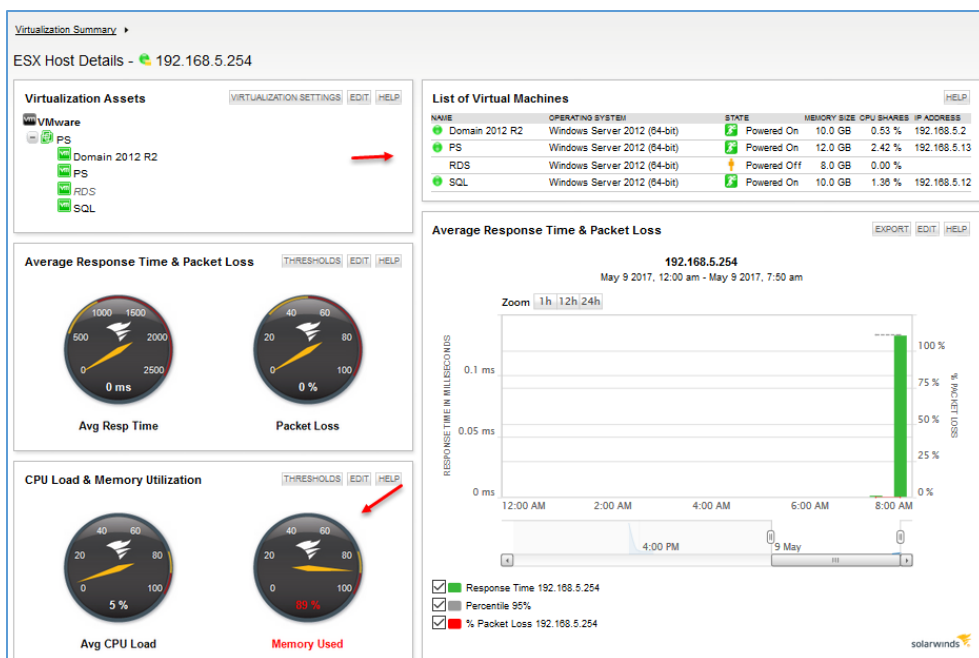 Virtualization Summary
ESX Host Details - 192.168.5.254
Virtualization Assets VIRTUALIZATION SETTINGS EDIT HELP
VMware
PS
Domain 2012 R2
PS
RDS
SQL
List of Virtual Machines HELP
NAME OPERATING SYSTEM STATE MEMORY SIZE CPU SHARES IP ADDRESS
Domain 2012 R2 Windows Server 2012 (64-bit) Powered On 10.0 GB 0.53 % 192.168.5.2
PS Windows Server 2012 (64-bit) Powered On 12.0 GB 2.42 % 192.168.5.13
RDS Windows Server 2012 (64-bit) Powered Off 8.0 GB 0.00 %
SQL Windows Server 2012 (64-bit) Powered On 10.0 GB 1.36 % 192.168.5.12
Average Response Time & Packet Loss THRESHOLDS EDIT HELP
0 500 1000 1500 2000 2500
0 ms
Avg Resp Time
0 20 40 60 80 100
0 %
Packet Loss
CPU Load & Memory Utilization THRESHOLDS EDIT HELP
0 20 40 60 80 100
5 %
Avg CPU Load
0 20 40 60 80 100
89 %
Memory Used
Average Response Time & Packet Loss EXPORT EDIT HELP
192.168.5.254
May 9 2017, 12:00 am - May 9 2017, 7:50 am
Zoom 1h 12h 24h
RESPONSE TIME IN MILLISECONDS
0.1 ms
0.05 ms
0 ms
100 %
75 %
50 %
25 %
0 %
% PACKET LOSS
12:00 AM 2:00 AM 4:00 AM 6:00 AM 8:00 AM
4:00 PM 9 May
Response Time 192.168.5.254
Percentile 95%
% Packet Loss 192.168.5.254
solarwinds